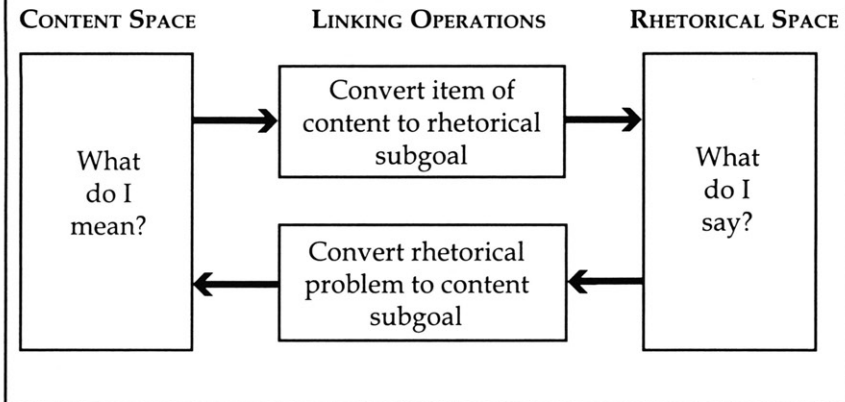 CONTENT SPACE
LINKING OPERATIONS
RHETORICAL SPACE
What
do I
mean?
Convert item of
content to rhetorical
subgoal
Convert rhetorical
problem to content
subgoal
What
do I
say?